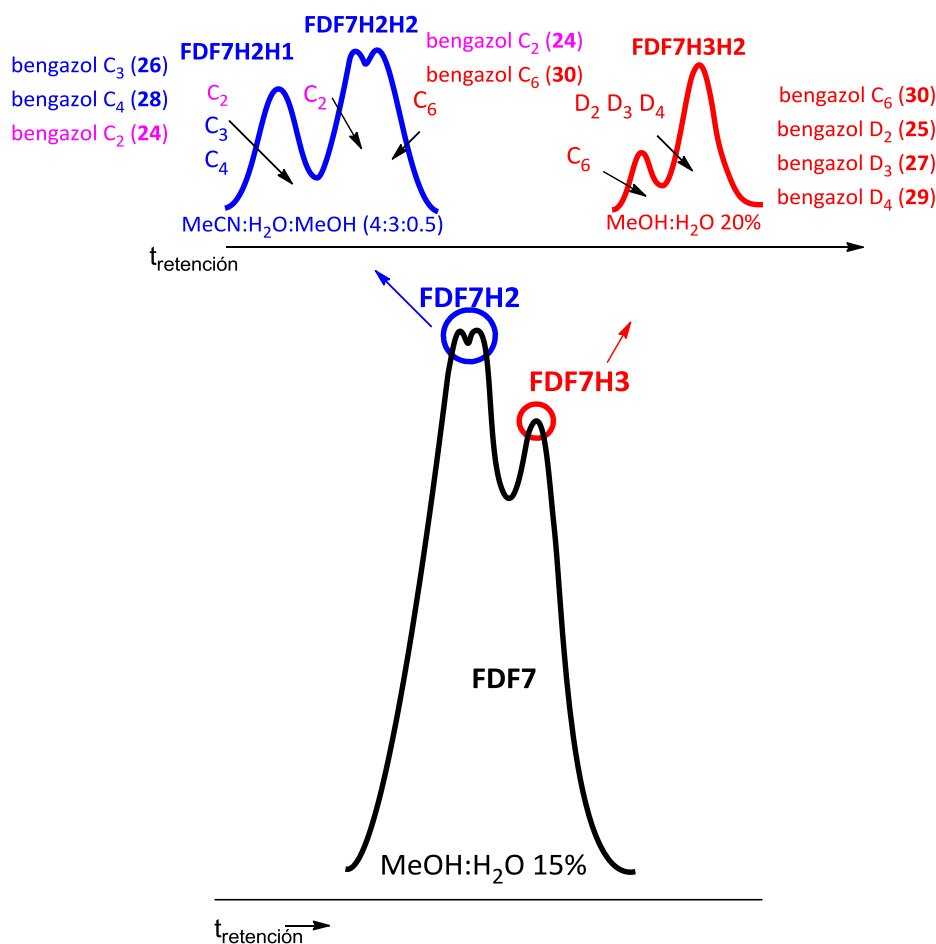 FDF7H2H1
FDF7H2H2
bengazol C3 (26)
bengazol C4 (28)
bengazol C2 (24)
C2
C3
C4
C2
C6
bengazol C2 (24)
bengazol C6 (30)
MeCN:H2O:MeOH (4:3:0.5)
FDF7H3H2
D2 D3 D4
C6
bengazol C6 (30)
bengazol D2 (25)
bengazol D3 (27)
bengazol D4 (29)
MeOH:H2O 20%
tretención
FDF7H2
FDF7H3
FDF7
MeOH:H2O 15%
tretención